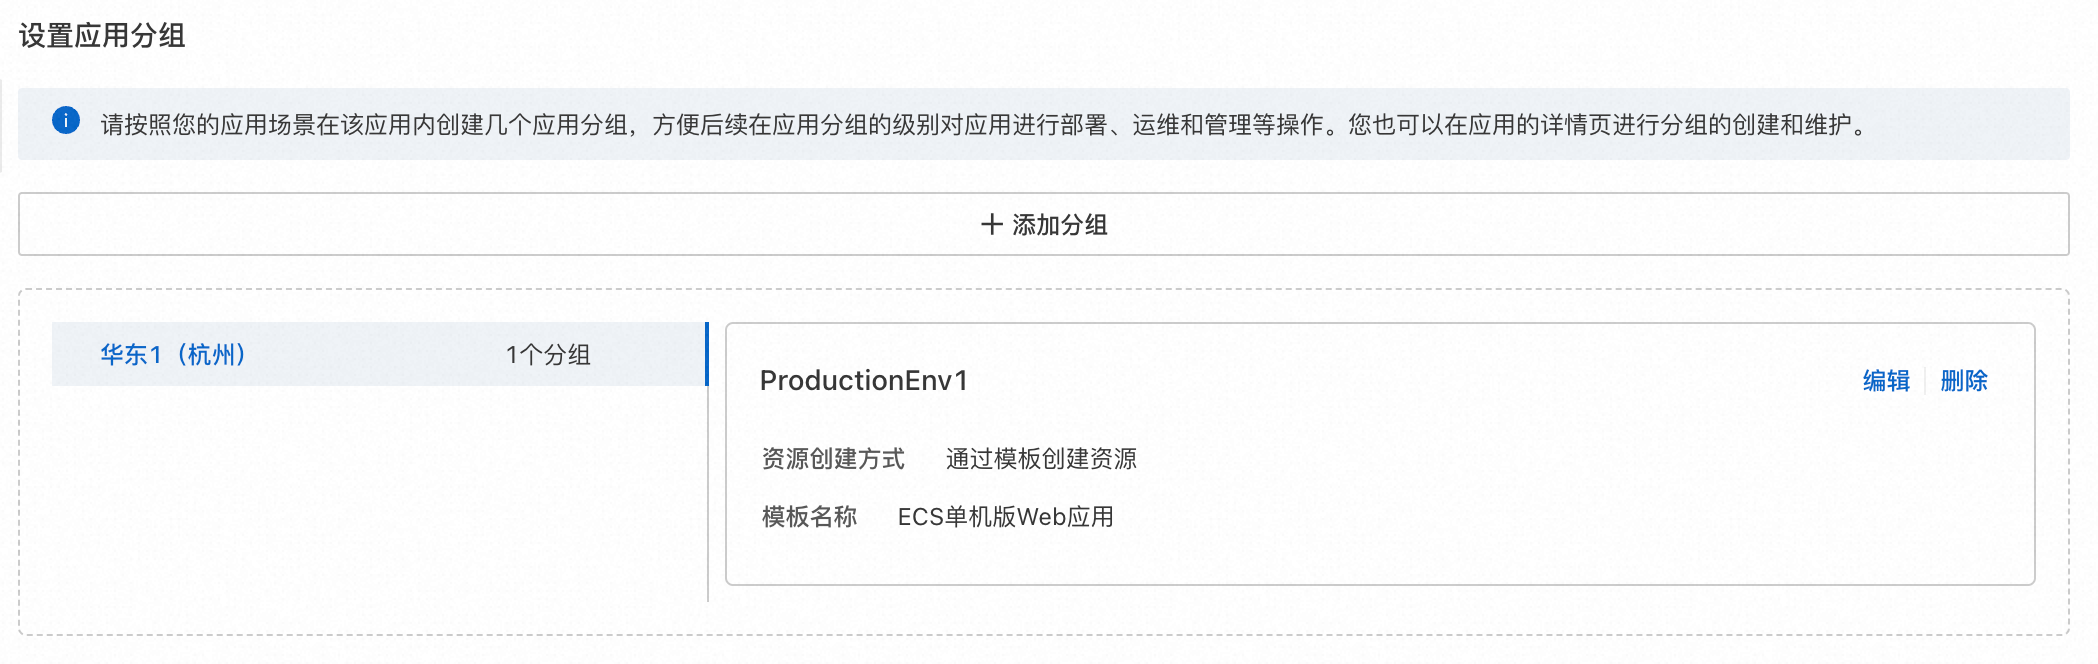 设置应用分组
请按照您的应用场景在该应用内创建几个应用分组，方便后续在应用分组的级别对应用进行部署、运维和管理等操作。您也可以在应用的详情页进行分组的创建和维护。
添加分组
华东1（杭州） 1个分组
ProductionEnv1 编辑 删除
资源创建方式 通过模板创建资源
模板名称 ECS单机版Web应用